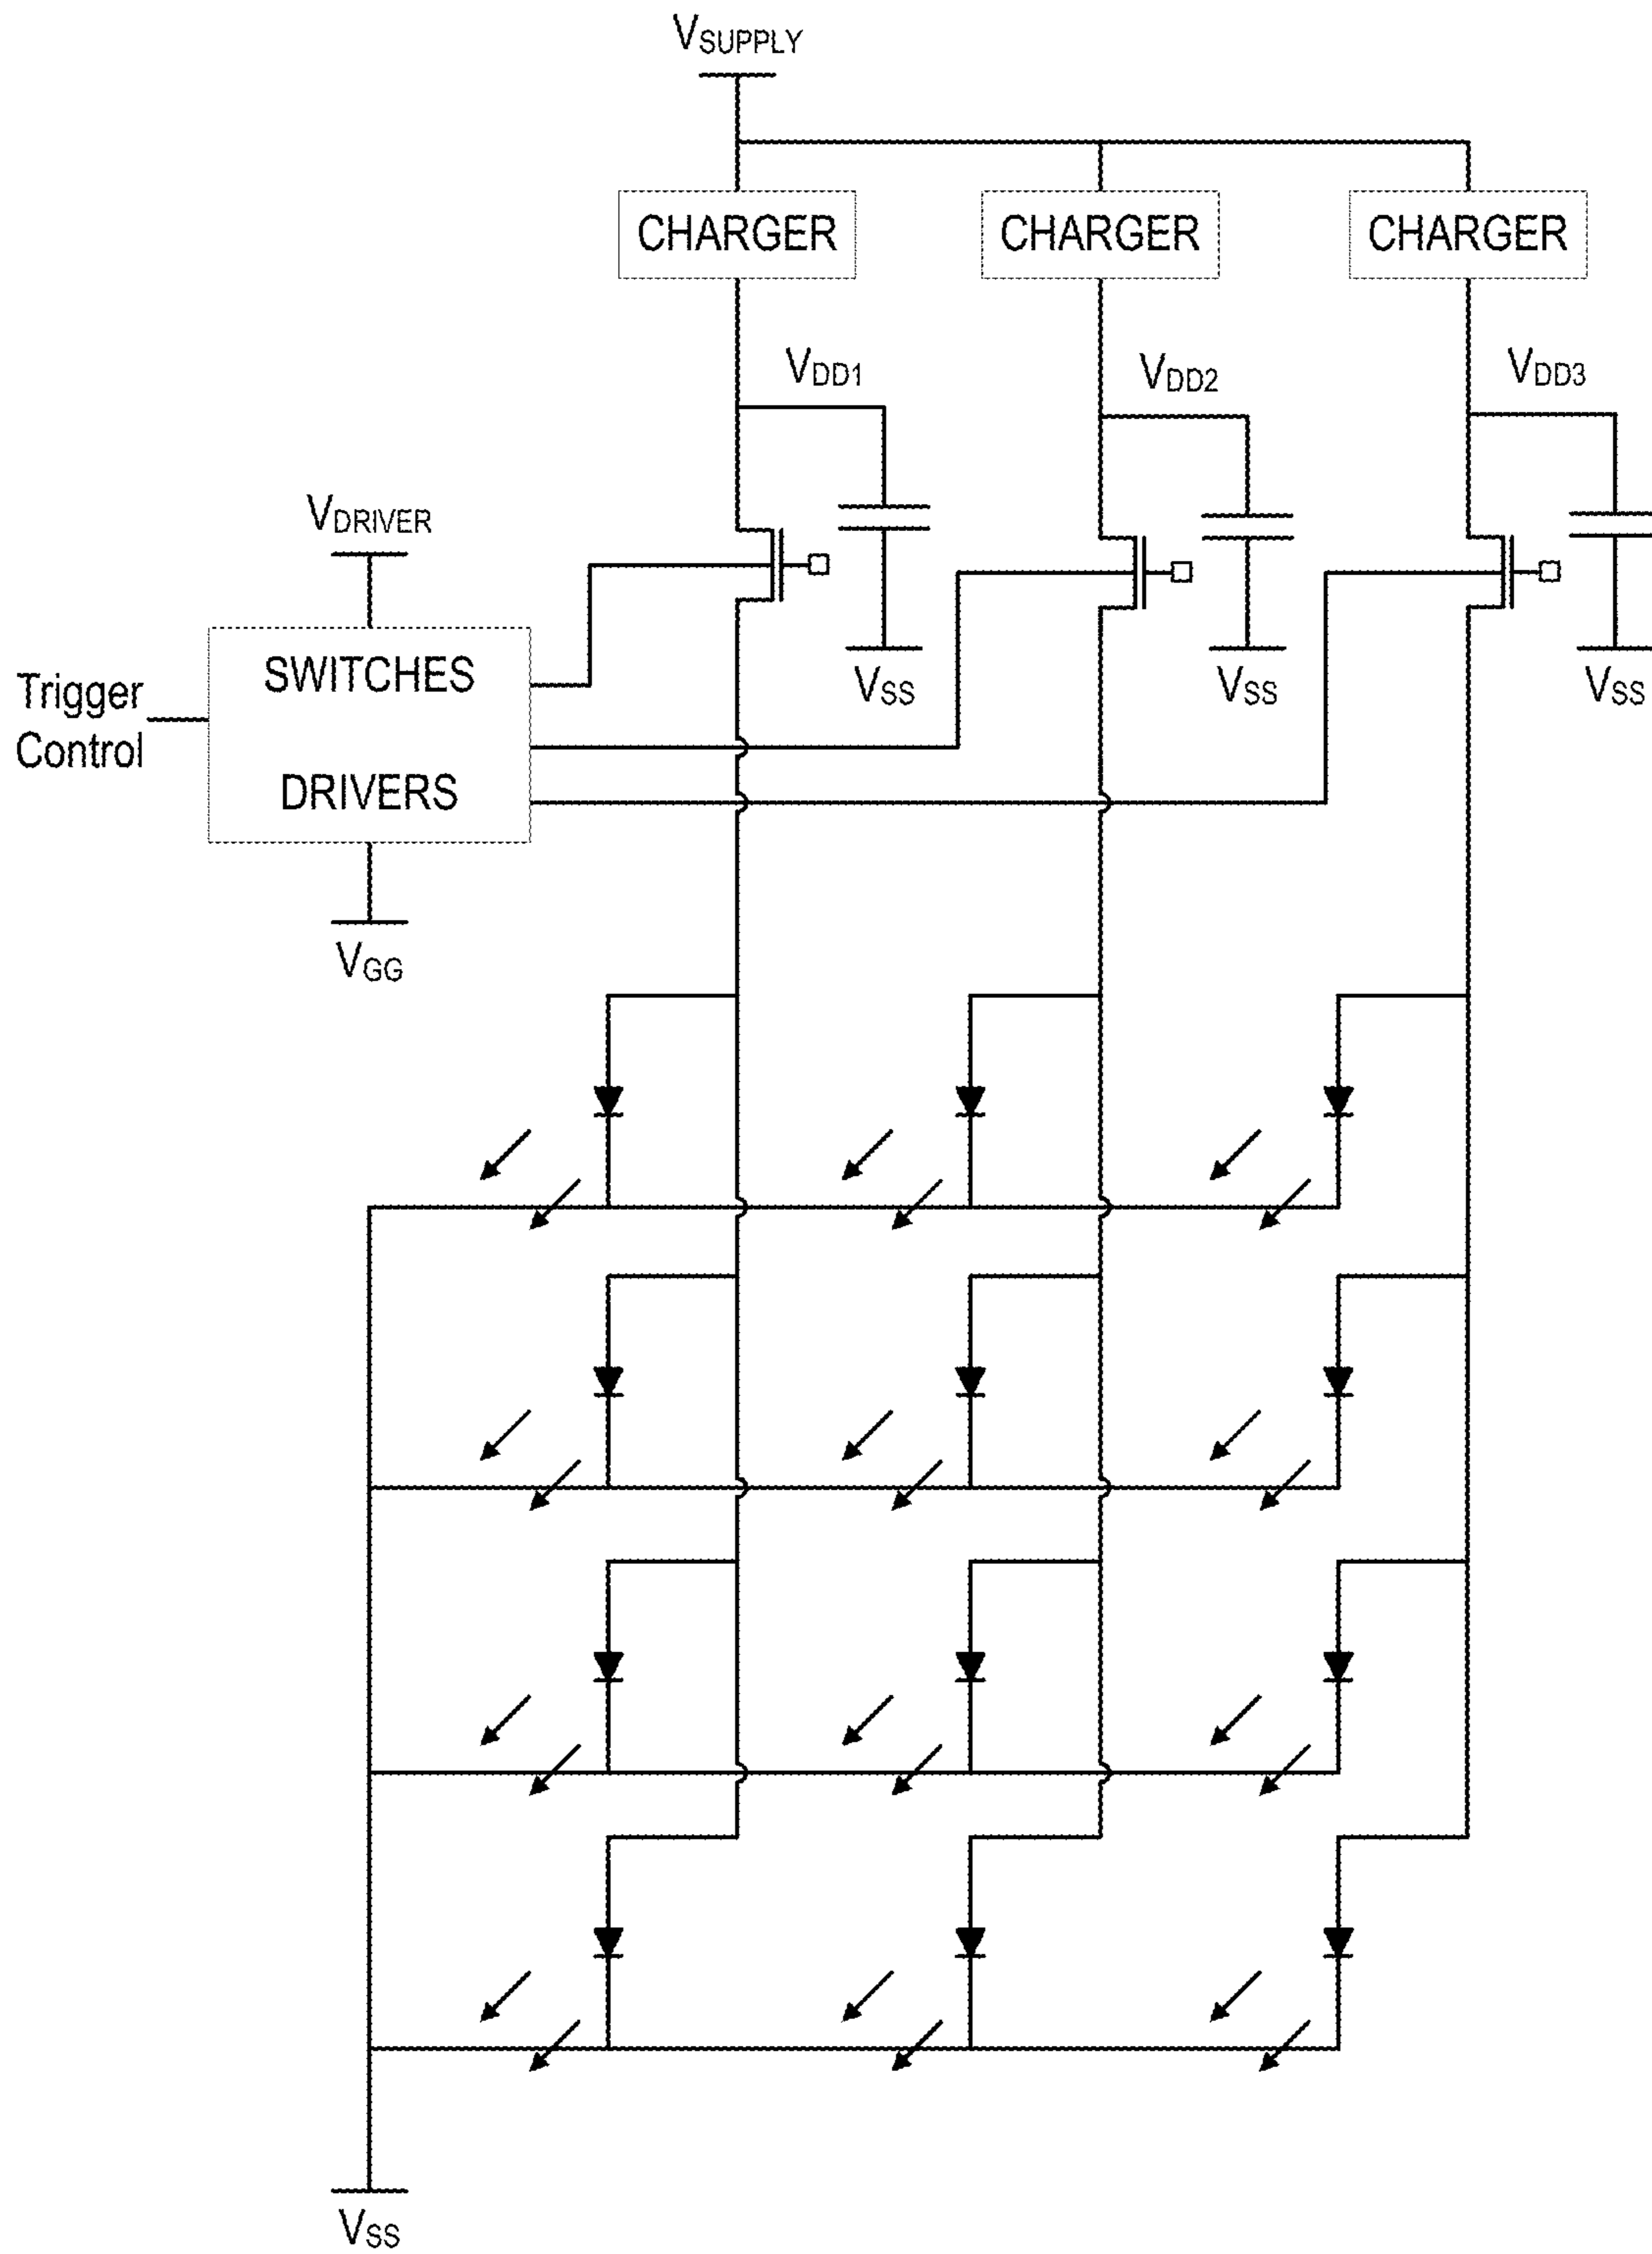 VSUPPLY
CHARGER
CHARGER
CHARGER
VDD1
VDD2
VDD3
VDRIVER
VSS
VSS
VSS
Trigger
Control
SWITCHES
DRIVERS
VGG
VSS